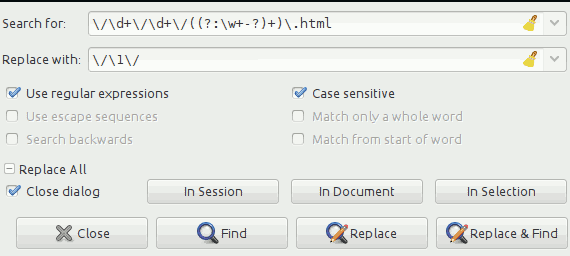 Search for: \/\d+\/\d+\/((?:\w+-?)+)\.html
Replace with: \/\1\/
Use regular expressions Case sensitive
Use escape sequences Match only a whole word
Search backwards Match from start of word
Replace All
Close dialog In Session In Document In Selection
Close Find Replace Replace & Find